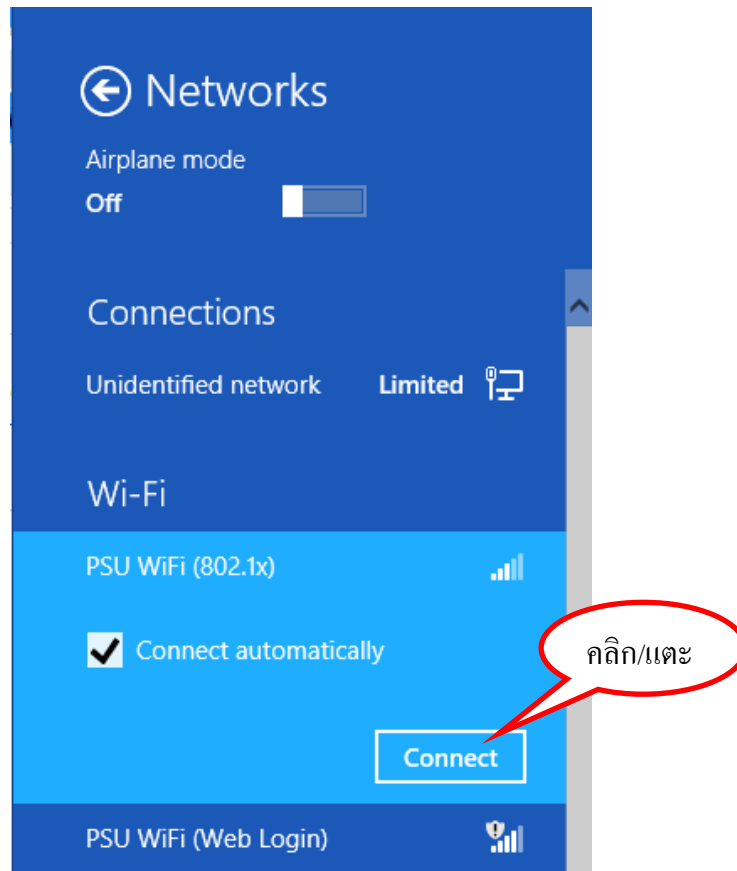 Networks
Airplane mode
Off
Connections
Unidentified network Limited
Wi-Fi
PSU WiFi (802.1x)
Connect automatically
คลิก/แตะ
Connect
PSU WiFi (Web Login)